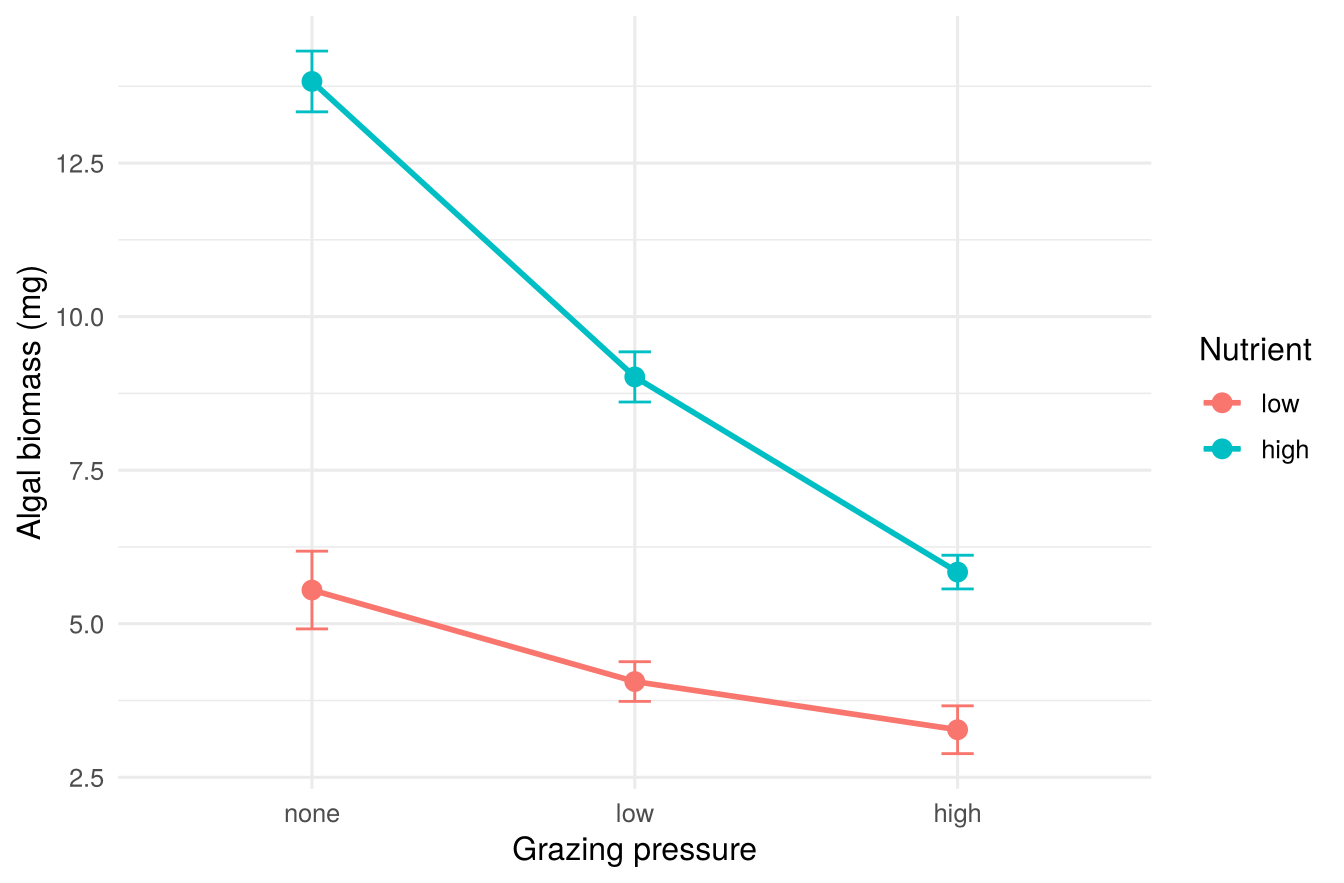 Algal biomass (mg)
12.5
10.0
7.5
5.0
2.5
none low high
Grazing pressure
Nutrient
low
high